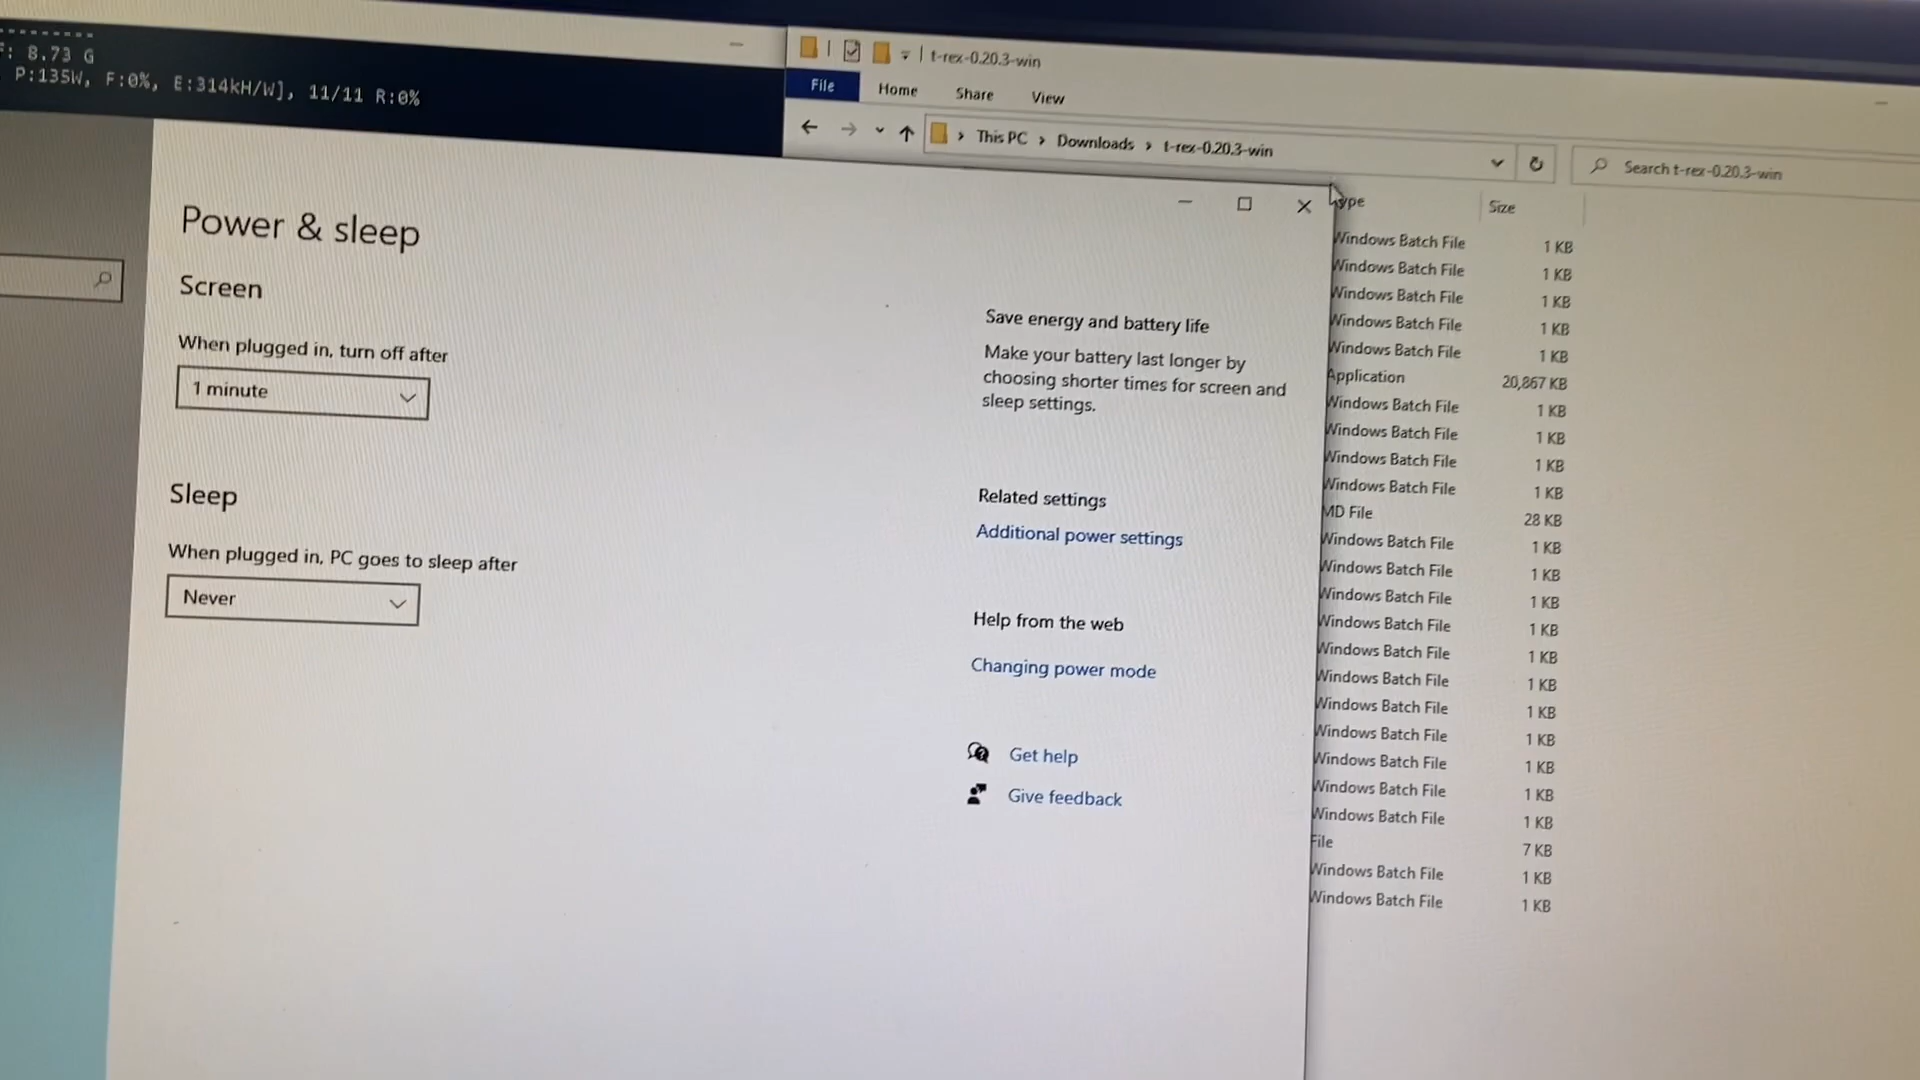 F: 8.73 G
P:135W, F:0%, E:314kH/W], 11/11 R:0%
t-rex-0.20.3-win
File Home Share View
This PC > Downloads > t-rex-0.20.3-win
Search t-rex-0.20.3-win
Power & sleep
Screen
When plugged in, turn off after
1 minute
Sleep
When plugged in, PC goes to sleep after
Never
Save energy and battery life
Make your battery last longer by
choosing shorter times for screen and
sleep settings.
Related settings
Additional power settings
Help from the web
Changing power mode
Get help
Give feedback
Type Size
Windows Batch File 1 KB
Windows Batch File 1 KB
Windows Batch File 1 KB
Windows Batch File 1 KB
Windows Batch File 1 KB
Application 20,867 KB
Windows Batch File 1 KB
Windows Batch File 1 KB
Windows Batch File 1 KB
Windows Batch File 1 KB
MD File 28 KB
Windows Batch File 1 KB
Windows Batch File 1 KB
Windows Batch File 1 KB
Windows Batch File 1 KB
Windows Batch File 1 KB
Windows Batch File 1 KB
Windows Batch File 1 KB
Windows Batch File 1 KB
Windows Batch File 1 KB
Windows Batch File 1 KB
Windows Batch File 1 KB
File 7 KB
Windows Batch File 1 KB
Windows Batch File 1 KB